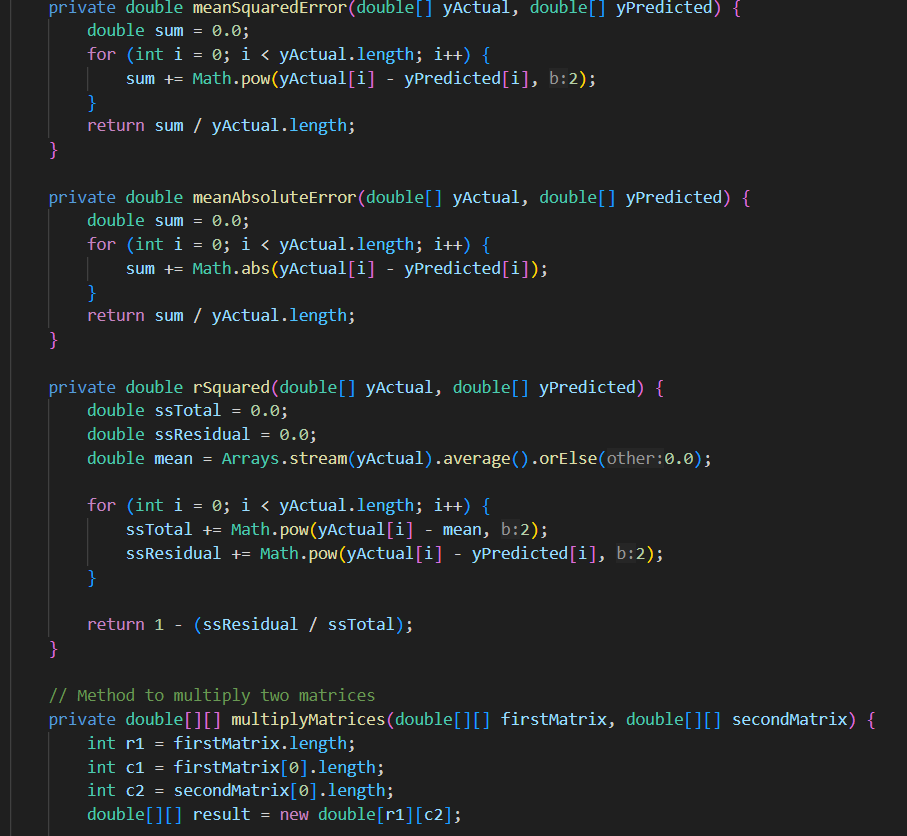 private double meanSquaredError(double[] yActual, double[] yPredicted) {
double sum = 0.0;
for (int i = 0; i < yActual.length; i++) {
sum += Math.pow(yActual[i] - yPredicted[i], b:2);
}
return sum / yActual.length;
}
private double meanAbsoluteError(double[] yActual, double[] yPredicted) {
double sum = 0.0;
for (int i = 0; i < yActual.length; i++) {
sum += Math.abs(yActual[i] - yPredicted[i]);
}
return sum / yActual.length;
}
private double rSquared(double[] yActual, double[] yPredicted) {
double ssTotal = 0.0;
double ssResidual = 0.0;
double mean = Arrays.stream(yActual).average().orElse(other:0.0);
for (int i = 0; i < yActual.length; i++) {
ssTotal += Math.pow(yActual[i] - mean, b:2);
ssResidual += Math.pow(yActual[i] - yPredicted[i], b:2);
}
return 1 - (ssResidual / ssTotal);
}
// Method to multiply two matrices
private double[][] multiplyMatrices(double[][] firstMatrix, double[][] secondMatrix) {
int r1 = firstMatrix.length;
int c1 = firstMatrix[0].length;
int c2 = secondMatrix[0].length;
double[][] result = new double[r1][c2];